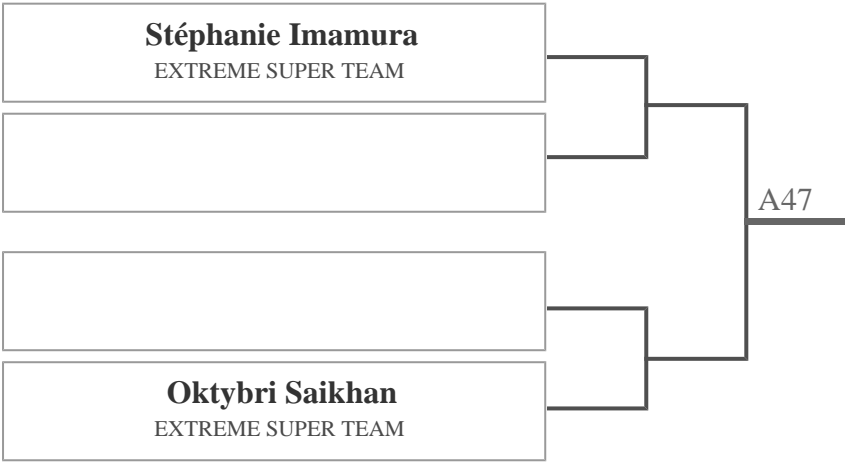 Stéphanie Imamura
EXTREME SUPER TEAM
A47
Oktybri Saikhan
EXTREME SUPER TEAM